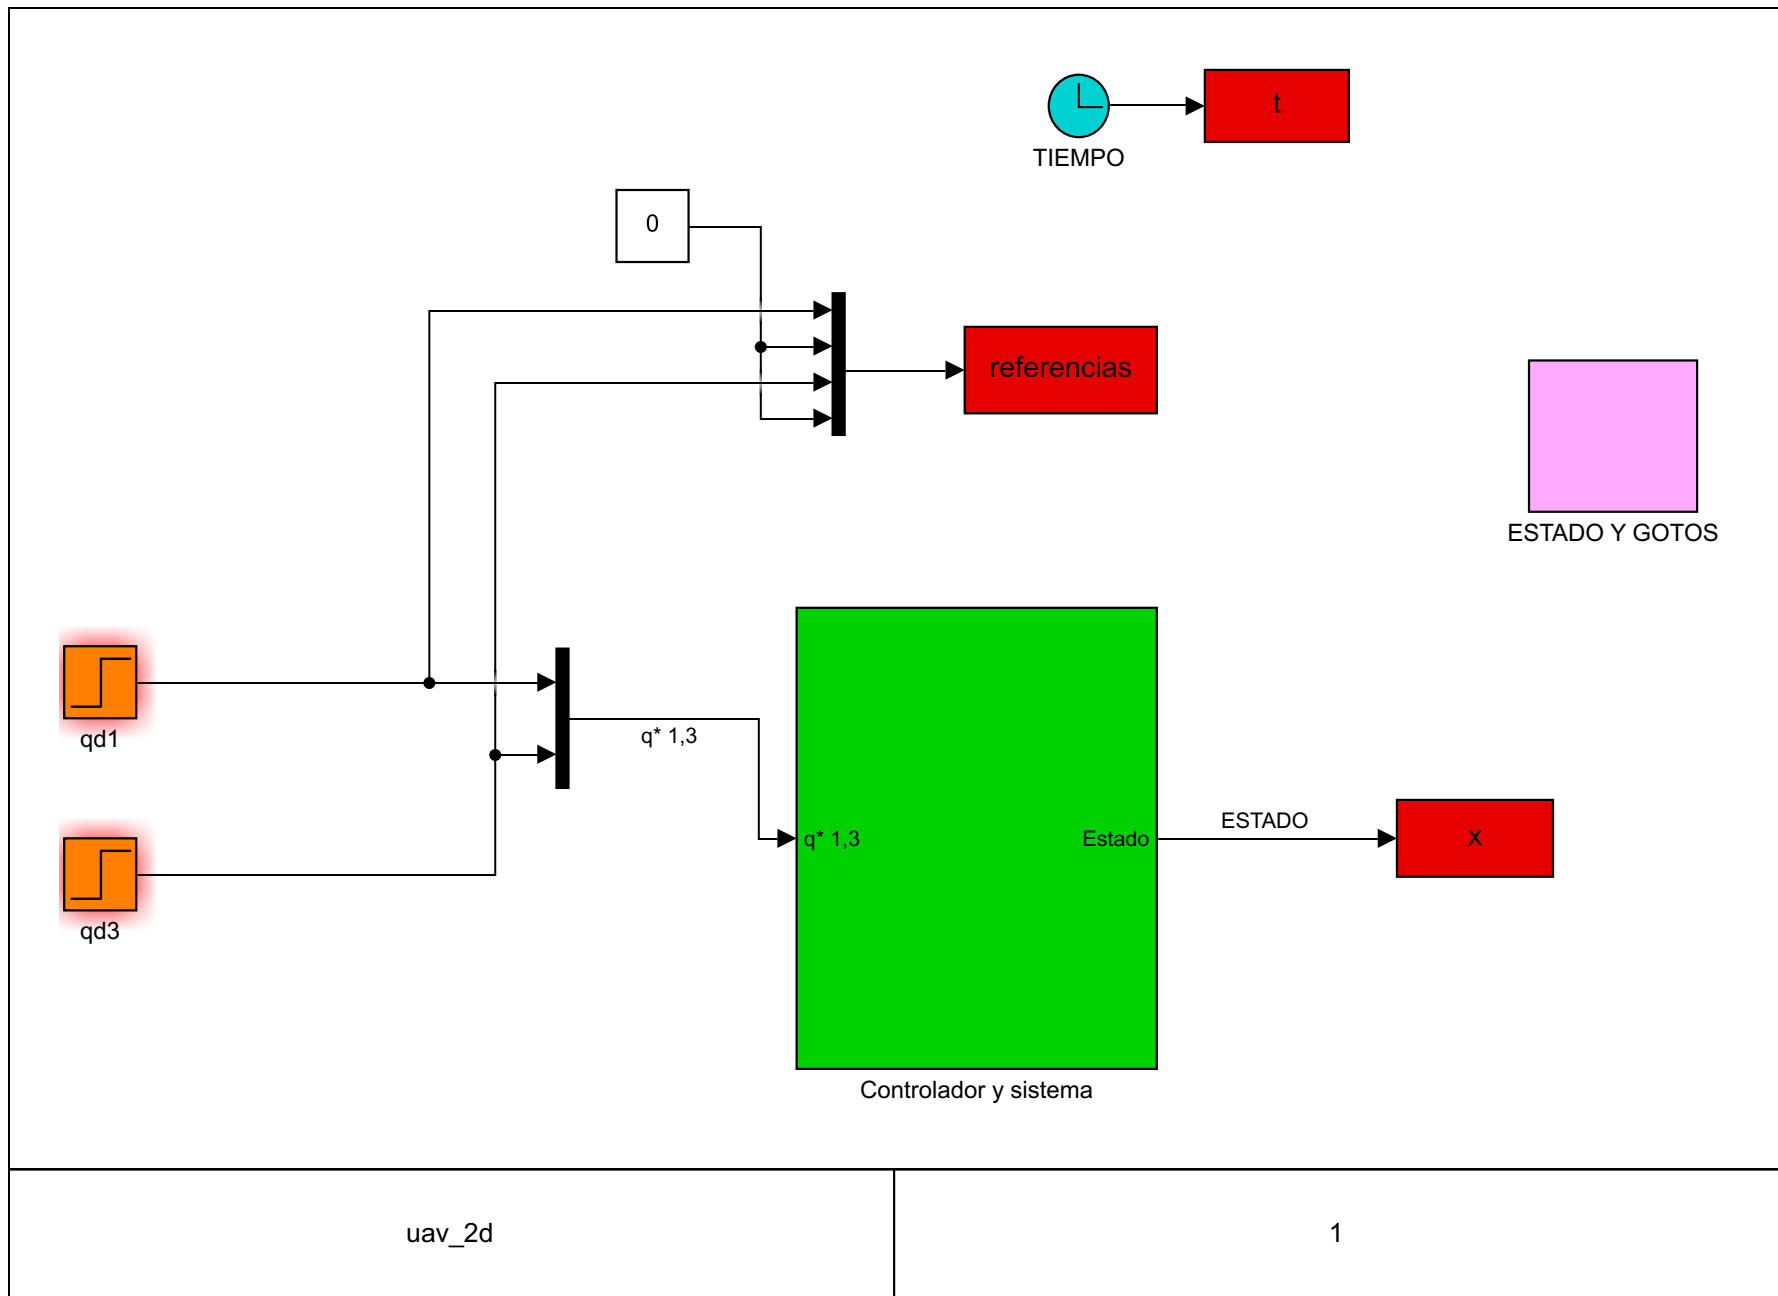 t
TIEMPO
0
referencias
ESTADO Y GOTOS
qd1
q* 1,3
q* 1,3
Estado
ESTADO
x
qd3
Controlador y sistema
uav_2d
1